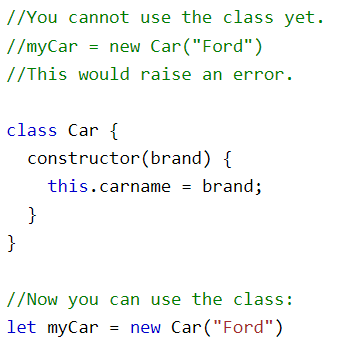 //You cannot use the class yet.
//myCar = new Car("Ford")
//This would raise an error.

class Car {
  constructor(brand) {
    this.carname = brand;
  }
}

//Now you can use the class:
let myCar = new Car("Ford")